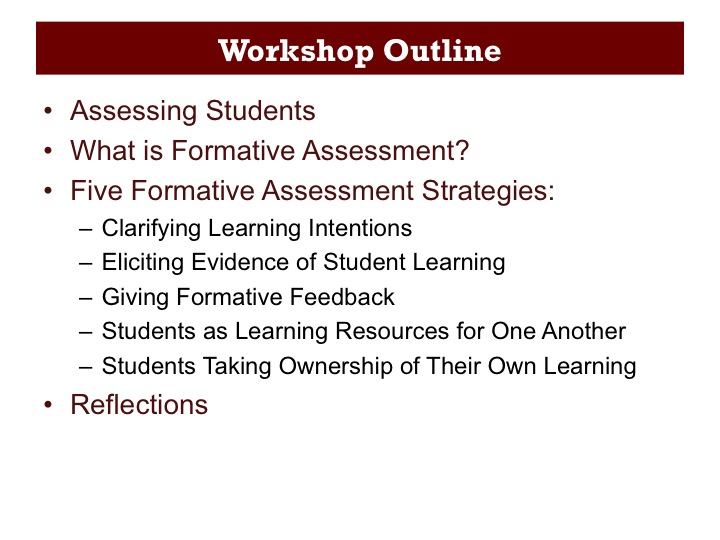 Workshop Outline
• Assessing Students
• What is Formative Assessment?
• Five Formative Assessment Strategies:
– Clarifying Learning Intentions
– Eliciting Evidence of Student Learning
– Giving Formative Feedback
– Students as Learning Resources for One Another
– Students Taking Ownership of Their Own Learning
• Reflections